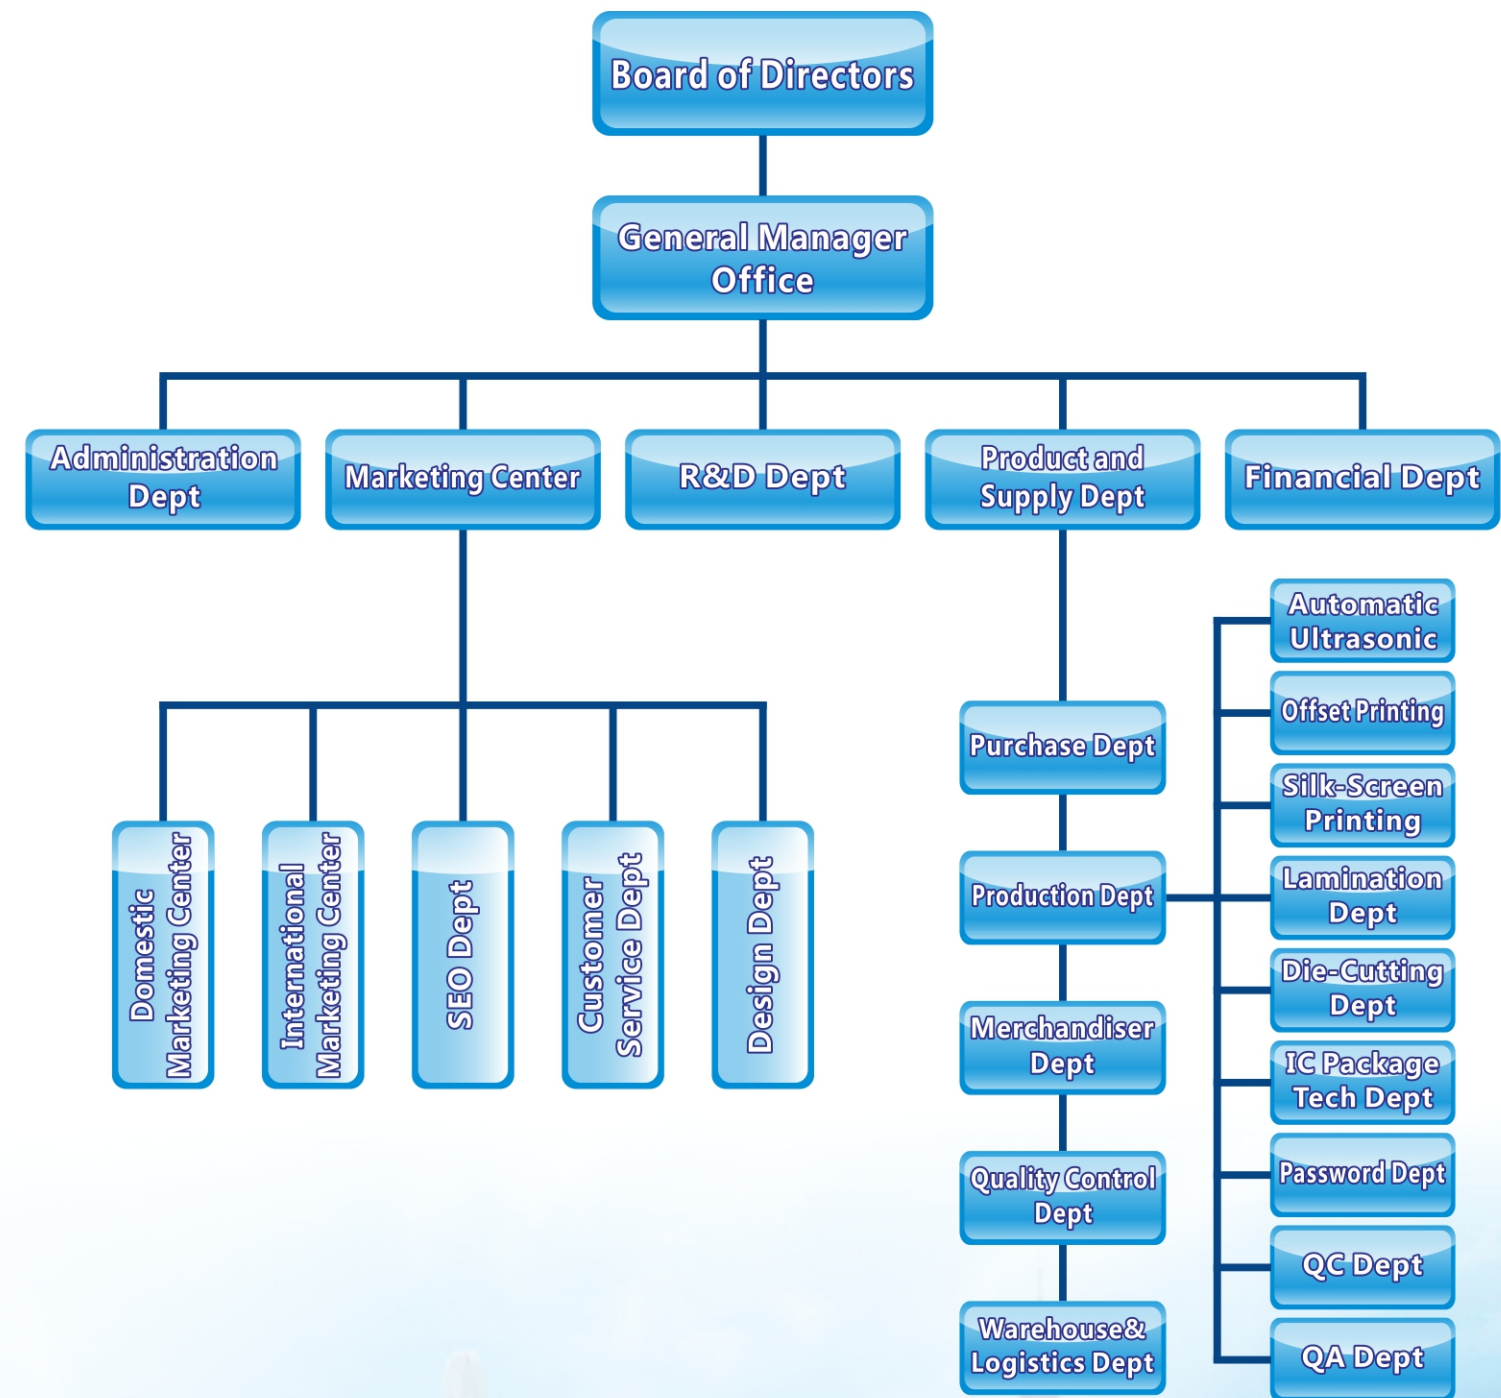 Board of Directors
General Manager
Office
Administration
Dept
Marketing Center
R&D Dept
Product and
Supply Dept
Financial Dept
Domestic
Marketing Center
International
Marketing Center
SEO Dept
Customer
Service Dept
Design Dept
Purchase Dept
Production Dept
Merchandiser
Dept
Quality Control
Dept
Warehouse&
Logistics Dept
Automatic
Ultrasonic
Offset Printing
Silk-Screen
Printing
Lamination
Dept
Die-Cutting
Dept
IC Package
Tech Dept
Password Dept
QC Dept
QA Dept